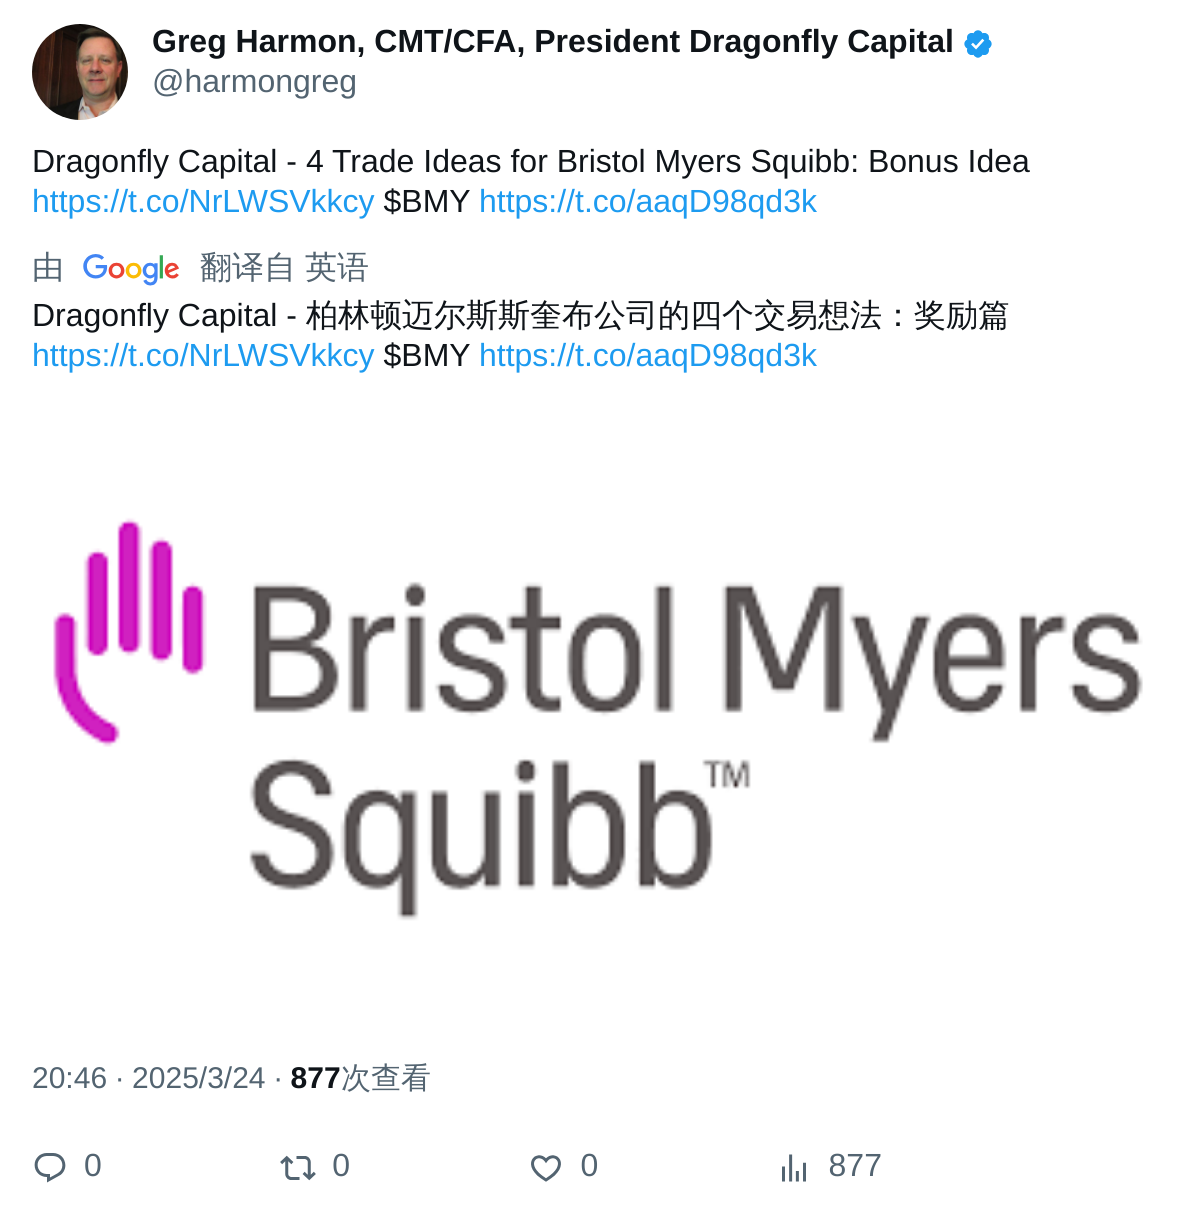 Greg Harmon, CMT/CFA, President Dragonfly Capital
@harmongreg
Dragonfly Capital - 4 Trade Ideas for Bristol Myers Squibb: Bonus Idea
https://t.co/NrLWSVkkcy $BMY https://t.co/aaqD98qd3k
由 Google 翻译自 英语
Dragonfly Capital - 柏林顿迈尔斯斯奎布公司的四个交易想法：奖励篇
https://t.co/NrLWSVkkcy $BMY https://t.co/aaqD98qd3k
Bristol Myers
Squibb™
20:46 · 2025/3/24 · 877次查看
0 0 0 877